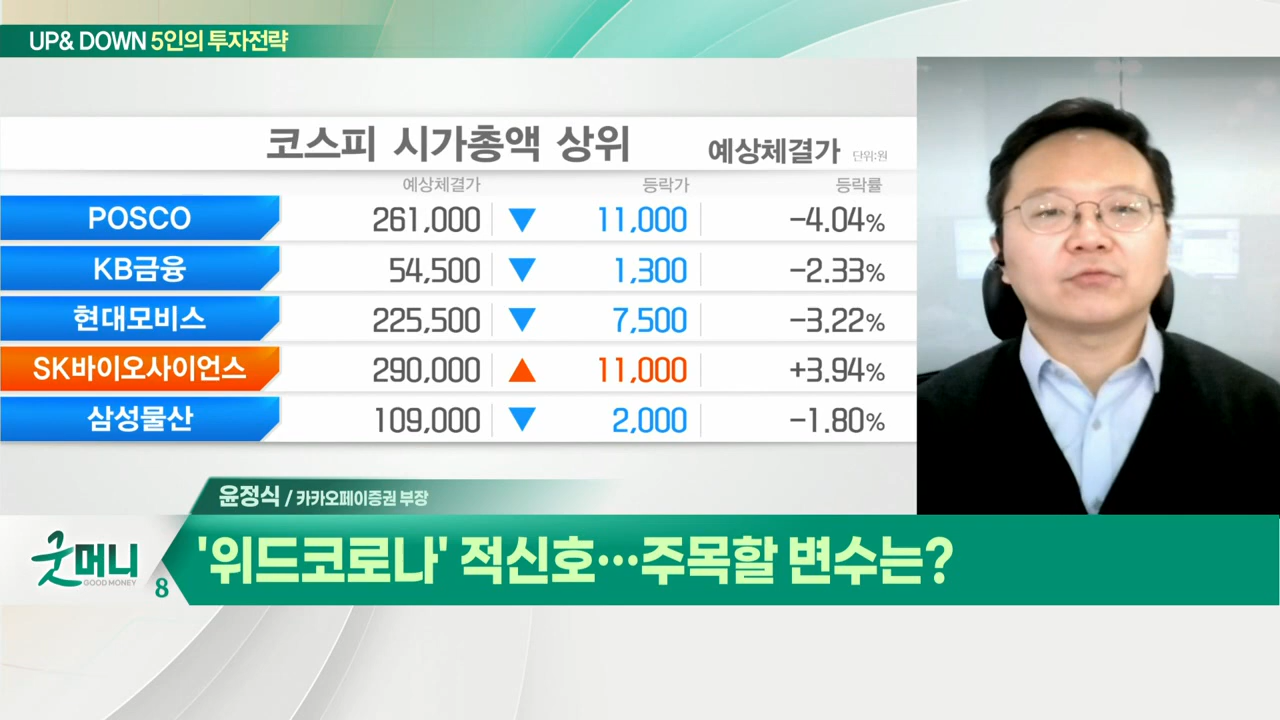 UP& DOWN 5인의 투자전략
코스피 시가총액 상위 예상체결가 단위:원
예상체결가 등락가 등락률
POSCO 261,000 ▼ 11,000 -4.04%
KB금융 54,500 ▼ 1,300 -2.33%
현대모비스 225,500 ▼ 7,500 -3.22%
SK바이오사이언스 290,000 ▲ 11,000 +3.94%
삼성물산 109,000 ▼ 2,000 -1.80%
윤정식 / 카카오페이증권 부장
굿머니 GOOD MONEY 8
'위드코로나' 적신호…주목할 변수는?